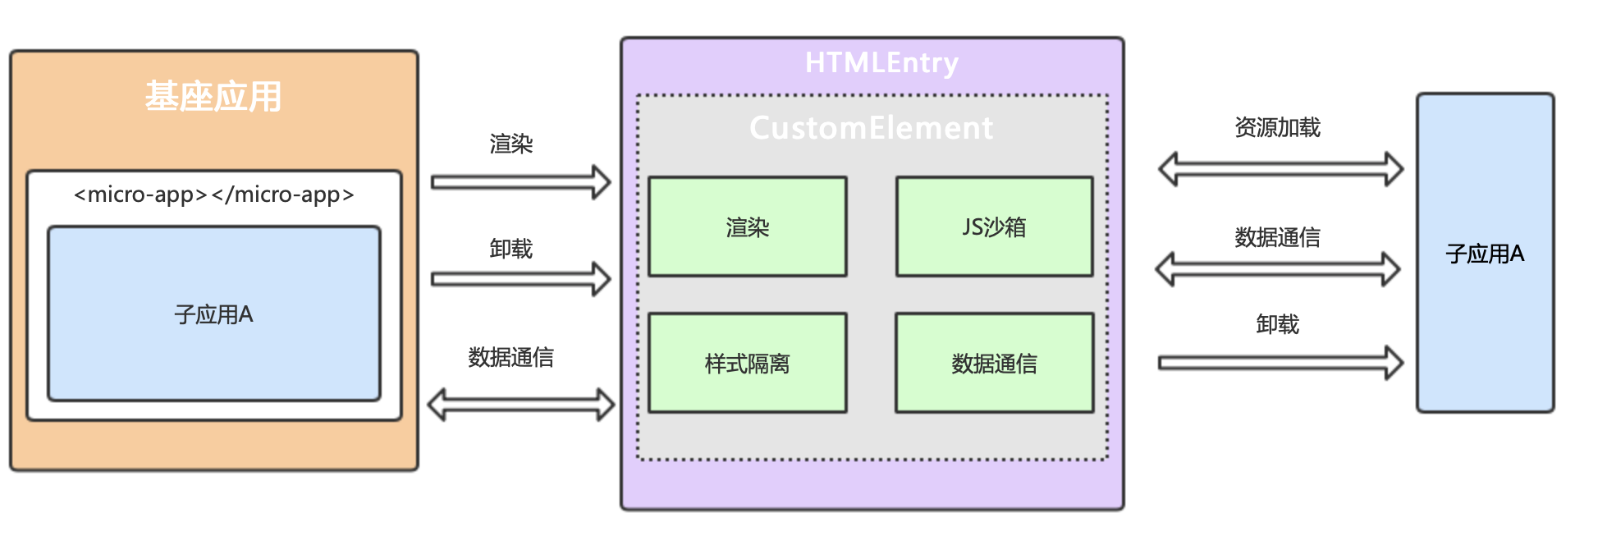 基座应用
<micro-app></micro-app>
子应用A
渲染
卸载
数据通信
HTMLEntry
CustomElement
渲染
JS沙箱
样式隔离
数据通信
资源加载
数据通信
卸载
子应用A